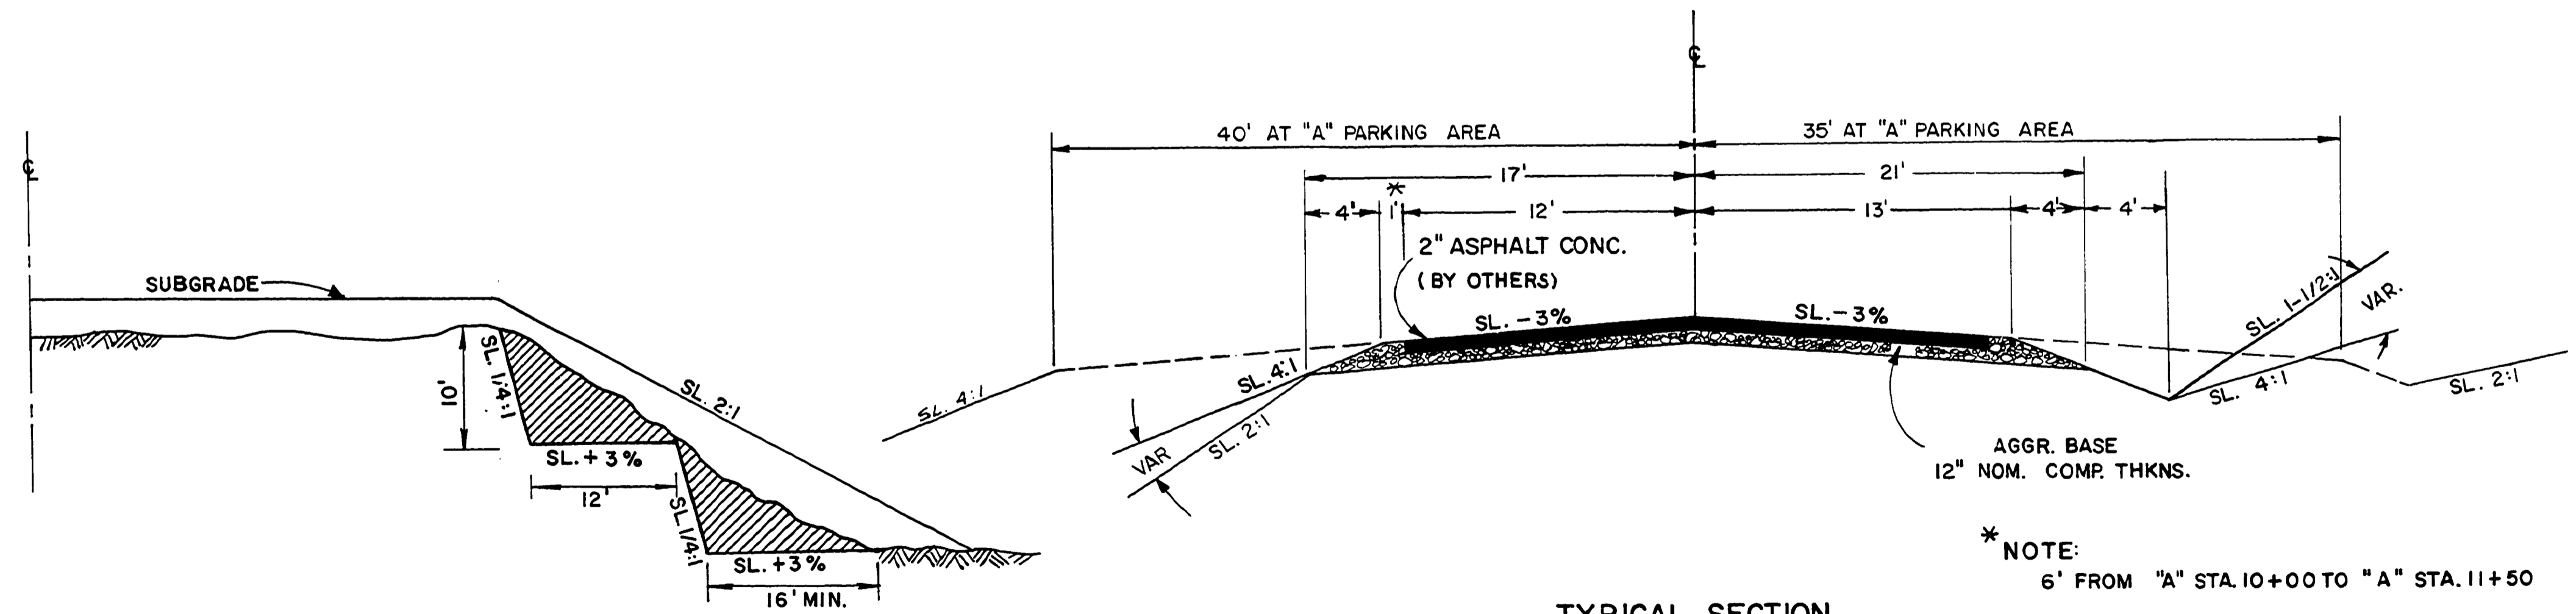 ℄
SUBGRADE
10'
SL. 1/4:1
SL. 2:1
SL. + 3%
12'
SL 1/4:1
SL. +3%
16' MIN.
℄
40' AT "A" PARKING AREA
35' AT "A" PARKING AREA
17'
21'
*
4'
1'
12'
13'
4'
4'
2" ASPHALT CONC.
(BY OTHERS)
SL. - 3%
SL. - 3%
SL. 1-1/2:1
VAR.
SL. 4:1
SL. 4:1
SL. 4:1
SL. 2:1
VAR
SL. 2:1
AGGR. BASE
12" NOM. COMP. THKNS.
* NOTE:
6' FROM "A" STA. 10+00 TO "A" STA. 11+50
TYPICAL SECTION